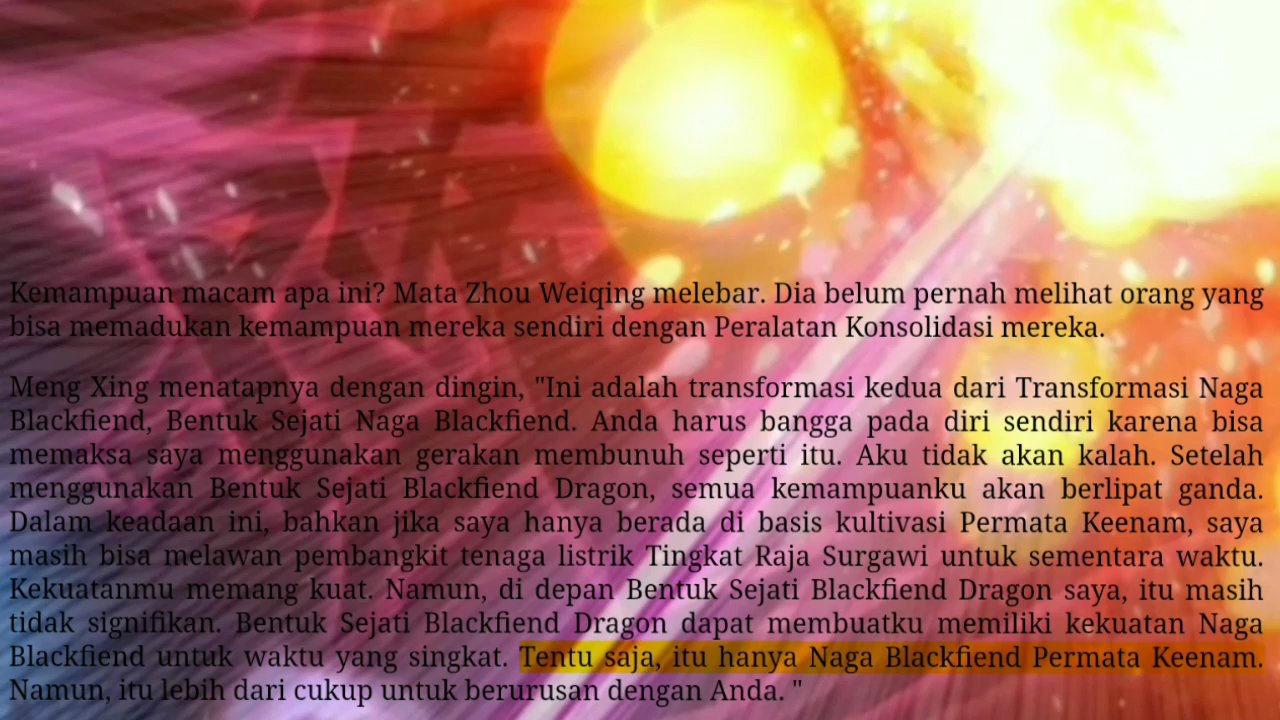 Kemampuan macam apa ini? Mata Zhou Weiqing melebar. Dia belum pernah melihat orang yang
bisa memadukan kemampuan mereka sendiri dengan Peralatan Konsolidasi mereka.
Meng Xing menatapnya dengan dingin, "Ini adalah transformasi kedua dari Transformasi Naga
Blackfiend, Bentuk Sejati Naga Blackfiend. Anda harus bangga pada diri sendiri karena bisa
memaksa saya menggunakan gerakan membunuh seperti itu. Aku tidak akan kalah. Setelah
menggunakan Bentuk Sejati Blackfiend Dragon, semua kemampuanku akan berlipat ganda.
Dalam keadaan ini, bahkan jika saya hanya berada di basis kultivasi Permata Keenam, saya
masih bisa melawan pembangkit tenaga listrik Tingkat Raja Surgawi untuk sementara waktu.
Kekuatanmu memang kuat. Namun, di depan Bentuk Sejati Blackfiend Dragon saya, itu masih
tidak signifikan. Bentuk Sejati Blackfiend Dragon dapat membuatku memiliki kekuatan Naga
Blackfiend untuk waktu yang singkat. Tentu saja, itu hanya Naga Blackfiend Permata Keenam.
Namun, itu lebih dari cukup untuk berurusan dengan Anda. "